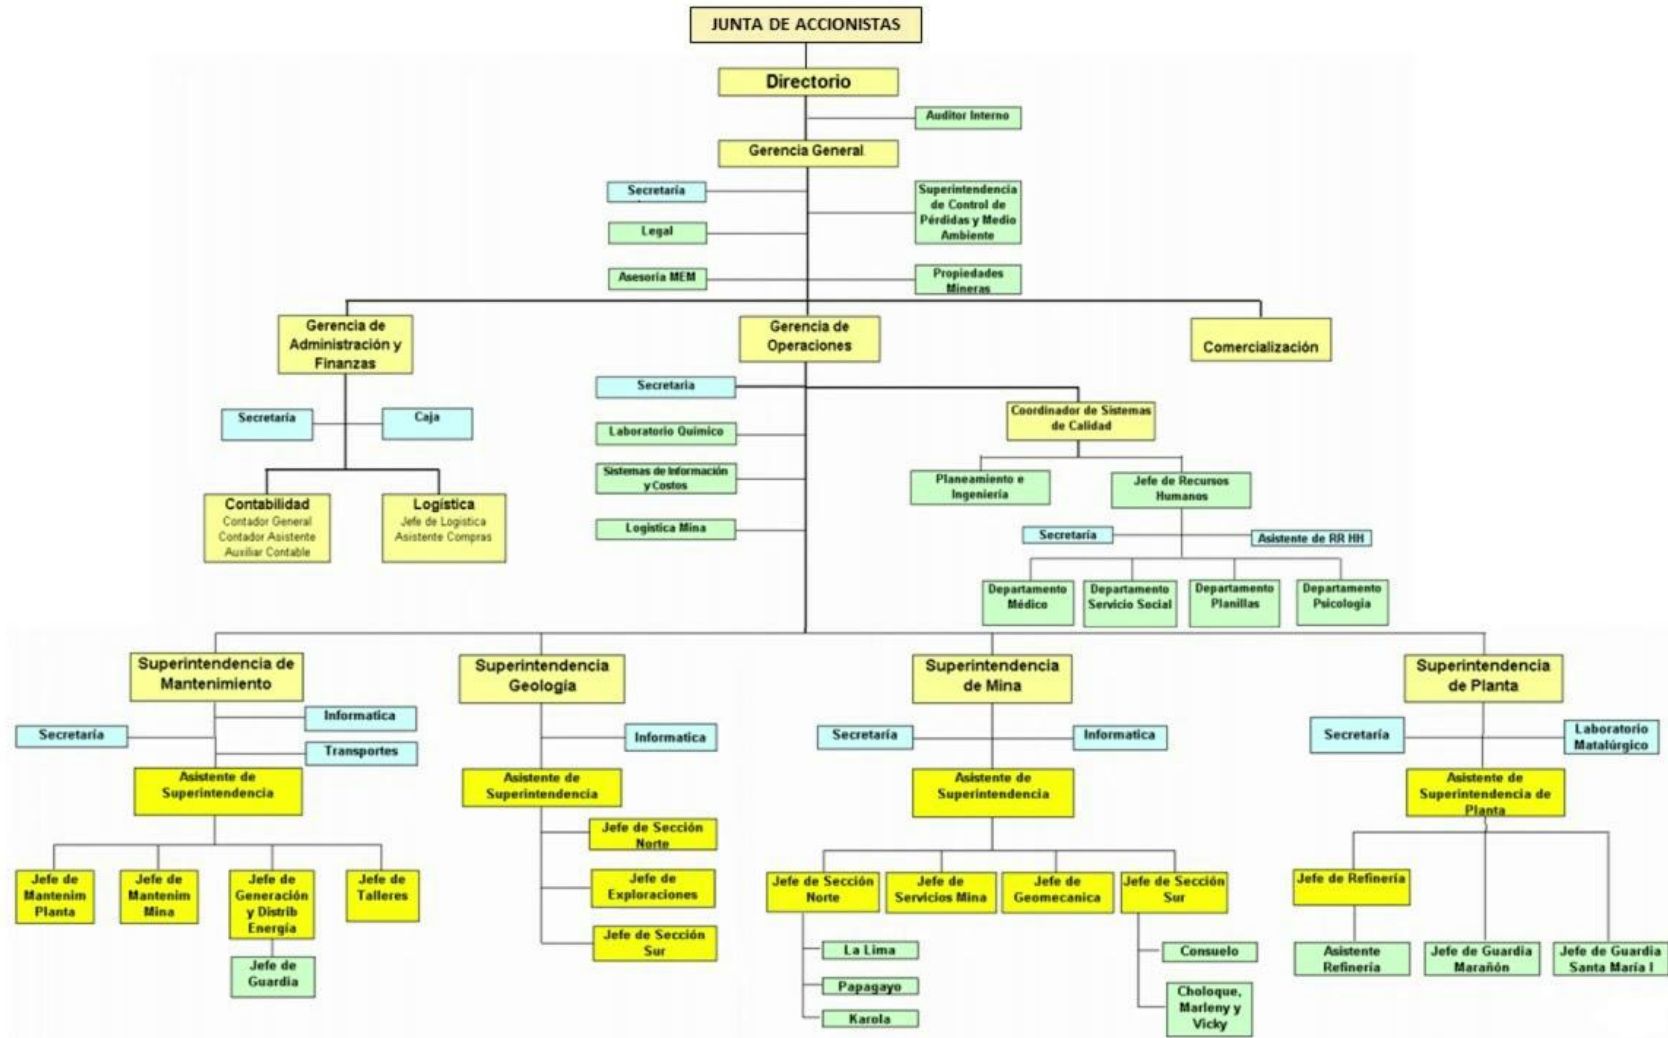 JUNTA DE ACCIONISTAS
Directorio
Auditor Interno
Gerencia General
Secretaría
Superintendencia
de Control de
Pérdidas y Medio
Ambiente
Legal
Asesoría MEM
Propiedades
Mineras
Gerencia de
Administración y
Finanzas
Gerencia de
Operaciones
Comercialización
Secretaría
Caja
Contabilidad
Contador General
Contador Asistente
Auxiliar Contable
Logística
Jefe de Logística
Asistente Compras
Secretaria
Laboratorio Químico
Sistemas de Información
y Costos
Logística Mina
Coordinador de Sistemas
de Calidad
Planeamiento e
Ingeniería
Jefe de Recursos
Humanos
Secretaría
Asistente de RR HH
Departamento
Médico
Departamento
Servicio Social
Departamento
Planillas
Departamento
Psicología
Superintendencia de
Mantenimiento
Informatica
Secretaría
Transportes
Asistente de
Superintendencia
Jefe de
Mantenim
Planta
Jefe de
Mantenim
Mina
Jefe de
Generación
y Distrib
Energía
Jefe de
Talleres
Jefe de
Guardia
Superintendencia
Geología
Informatica
Asistente de
Superintendencia
Jefe de Sección
Norte
Jefe de
Exploraciones
Jefe de Sección
Sur
Superintendencia
de Mina
Secretaría
Informatica
Asistente de
Superintendencia
Jefe de Sección
Norte
Jefe de
Servicios Mina
Jefe de
Geomecanica
Jefe de Sección
Sur
La Lima
Papagayo
Karola
Consuelo
Choloque,
Marleny y
Vicky
Superintendencia
de Planta
Secretaría
Laboratorio
Matalúrgico
Asistente de
Superintendencia de
Planta
Jefe de Refinería
Asistente
Refinería
Jefe de Guardia
Marañón
Jefe de Guardia
Santa María I